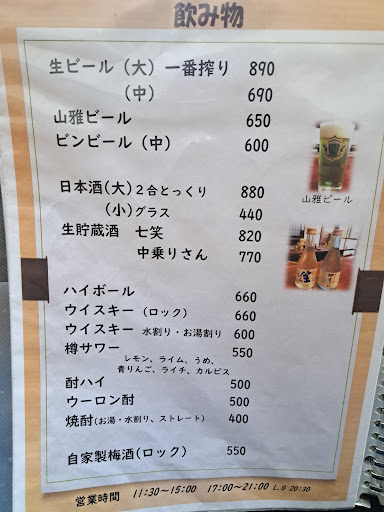 飲み物
生ビール（大）一番搾り 890
（中） 690
山雅ビール 650
ビンビール（中） 600
山雅ビール
日本酒(大)２合とっくり 880
(小)グラス 440
生貯蔵酒 七笑 820
中乗りさん 770
ハイボール 660
ウイスキー（ロック） 660
ウイスキー 水割り・お湯割り 600
樽サワー 550
レモン、ライム、うめ、
青りんご、ライチ、カルピス
酎ハイ 500
ウーロン酎 500
焼酎(お湯・水割り、ストレート) 400
自家製梅酒(ロック) 550
営業時間 11:30～15:00 17:00～21:00 L.O 20:30